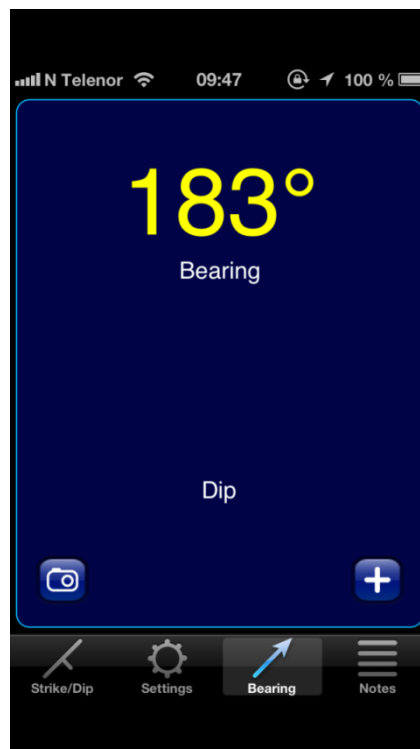 N Telenor 09:47 100 %
183°
Bearing
Dip
Strike/Dip Settings Bearing Notes